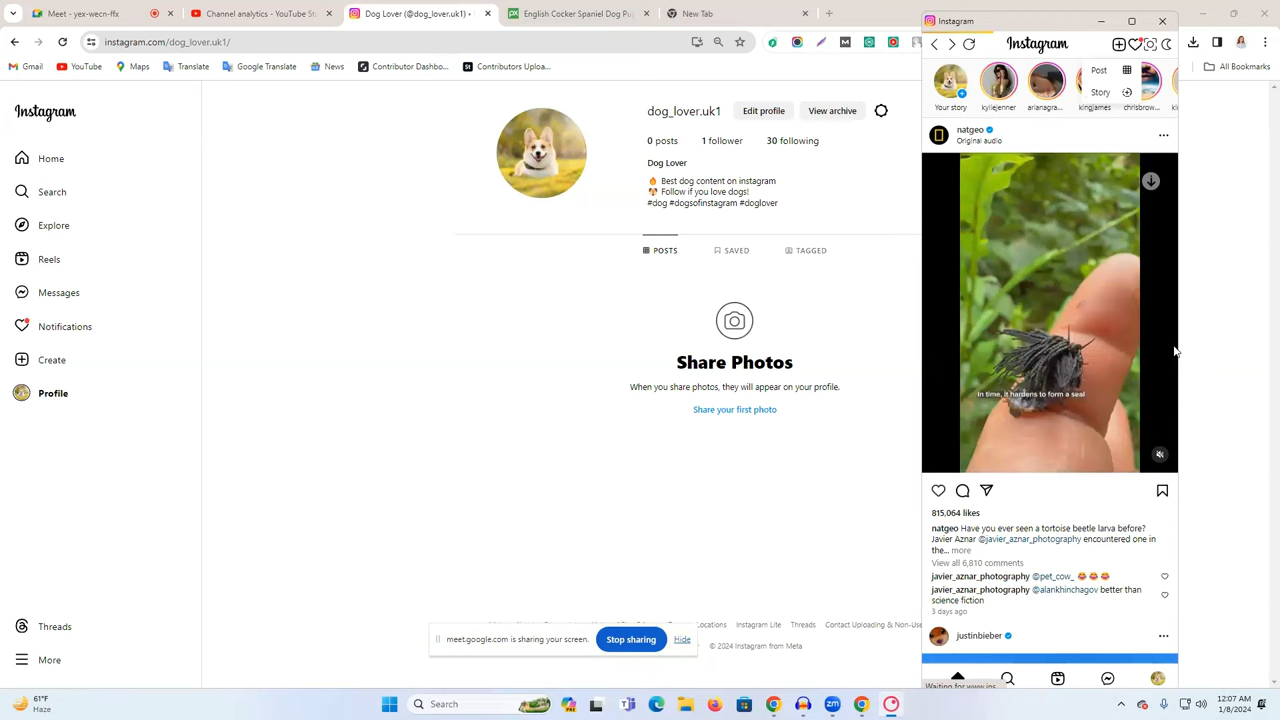 Analytics - Yeahca
Channel content - YouTube St
Dog Lover (@dog_lover.uk1) •
English Cocker Spaniel Dog C
Inbox
instagram.com/dog_lover.uk1/
Gmail
YouTube
Maps
Translate
Google Translate
News
Contributor Dashbo...
Contributors Uploa...
All Bookmarks
Instagram
Home
Search
Explore
Reels
Messages
Notifications
Create
Profile
Threads
More
dog_lover.uk1
Edit profile
View archive
0 posts
1 follower
30 following
Dog Lover
Best dog content on instagram
Follow if you love dogs!
#dog #dogsofinstagram #doglover
POSTS
SAVED
TAGGED
Share Photos
When you share photos, they will appear on your profile.
Share your first photo
Locations
Instagram Lite
Threads
Contact Uploading & Non-Use
© 2024 Instagram from Meta
meet.google.com is sharing your screen.
Stop sharing
Hide
Instagram
Instagram
Post
Story
Your story
kyliejenner
arianagra...
kingjames
chrisbrow...
natgeo
Original audio
In time, it hardens to form a seal
815,064 likes
natgeo Have you ever seen a tortoise beetle larva before?
Javier Aznar @javier_aznar_photography encountered one in
the... more
View all 6,810 comments
javier_aznar_photography @pet_cow_ 😂😂😂
javier_aznar_photography @alankhinchagov better than
science fiction
3 days ago
justinbieber
Waiting for www.ins
61°F
Haze
Search
12:07 AM
1/8/2024